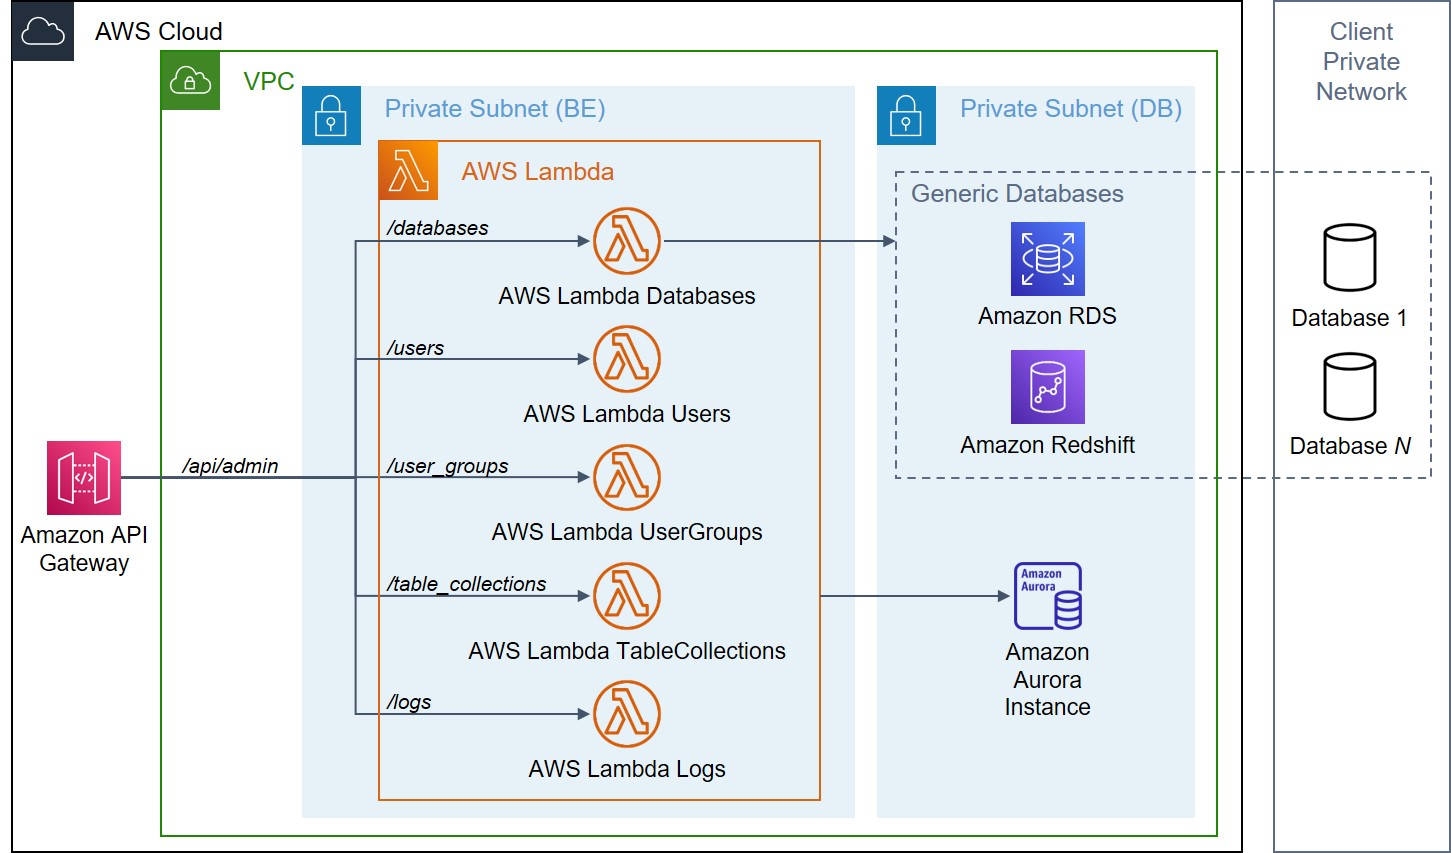 AWS Cloud
VPC
Private Subnet (BE)
AWS Lambda
/databases
AWS Lambda Databases
/users
AWS Lambda Users
/api/admin
/user_groups
AWS Lambda UserGroups
/table_collections
AWS Lambda TableCollections
/logs
AWS Lambda Logs
Amazon API
Gateway
Private Subnet (DB)
Generic Databases
Amazon RDS
Amazon Redshift
Amazon
Aurora
Amazon
Aurora
Instance
Client
Private
Network
Database 1
Database N